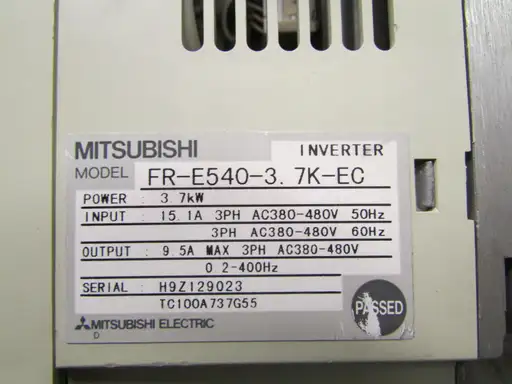 MITSUBISHI INVERTER
MODEL FR-E540-3.7K-EC
POWER : 3.7kW
INPUT : 15.1A 3PH AC380-480V 50Hz
3PH AC380-480V 60Hz
OUTPUT : 9.5A MAX 3PH AC380-480V
0.2-400Hz
SERIAL : H9Z129023
TC100A737G55
PASSED
MITSUBISHI ELECTRIC
D